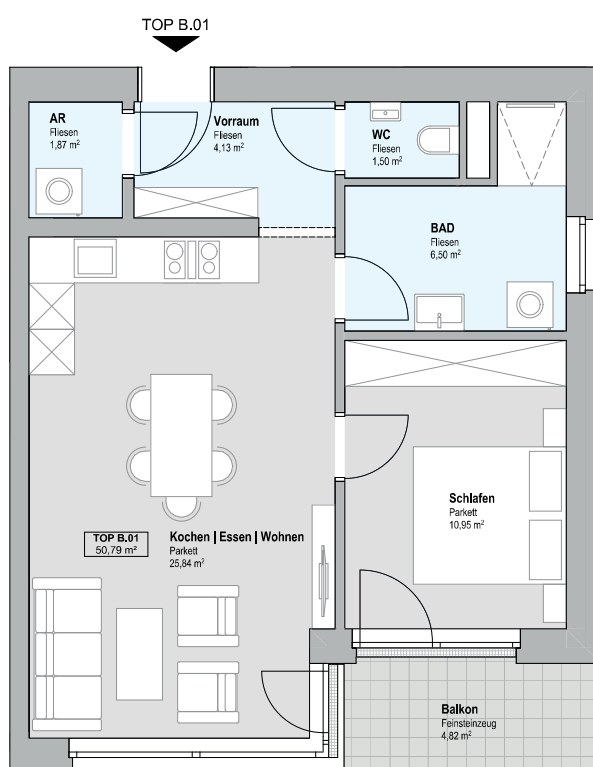 TOP B.01
AR
Fliesen
1,87 m²
Vorraum
Fliesen
4,13 m²
WC
Fliesen
1,50 m²
BAD
Fliesen
6,50 m²
Schlafen
Parkett
10,95 m²
TOP B.01
50,79 m²
Kochen | Essen | Wohnen
Parkett
25,84 m²
Balkon
Feinsteinzeug
4,82 m²